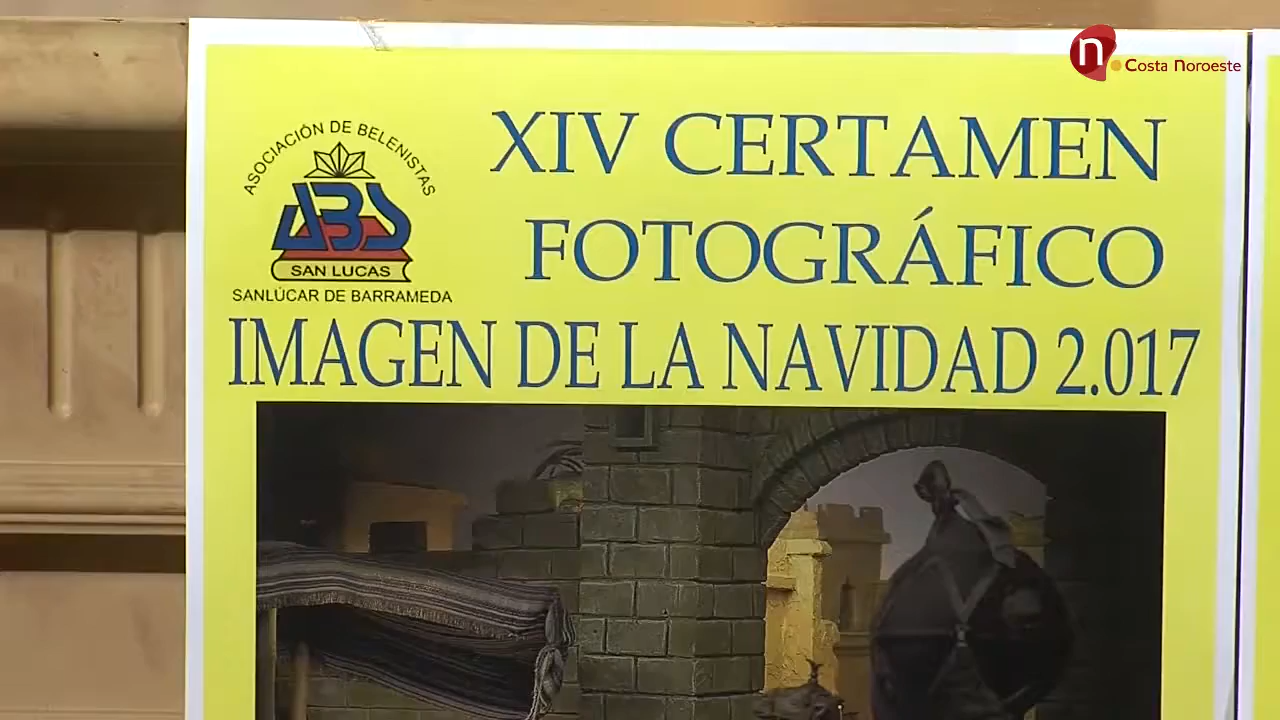 n Costa Noroeste
ASOCIACIÓN DE BELENISTAS
ABS
SAN LUCAS
SANLÚCAR DE BARRAMEDA
XIV CERTAMEN
FOTOGRÁFICO
IMAGEN DE LA NAVIDAD 2.017